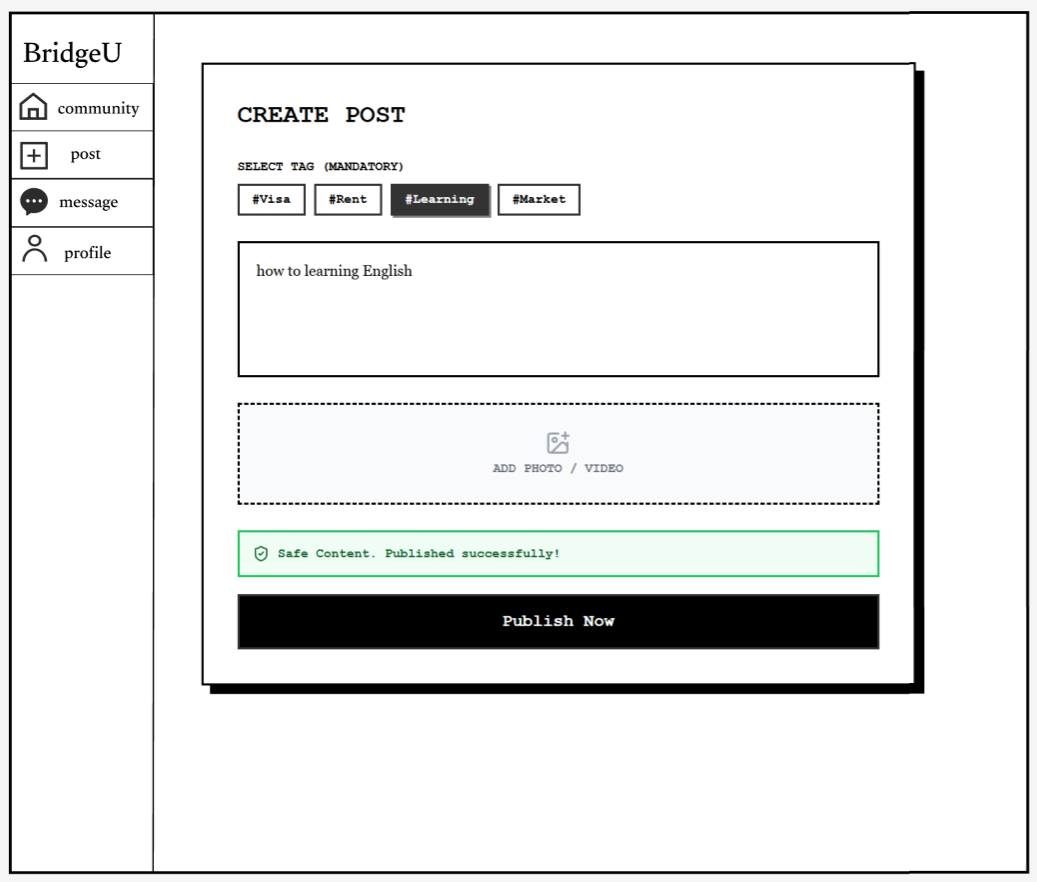 BridgeU
community
post
message
profile
CREATE POST
SELECT TAG (MANDATORY)
#Visa #Rent #Learning #Market
how to learning English
ADD PHOTO / VIDEO
Safe Content. Published successfully!
Publish Now